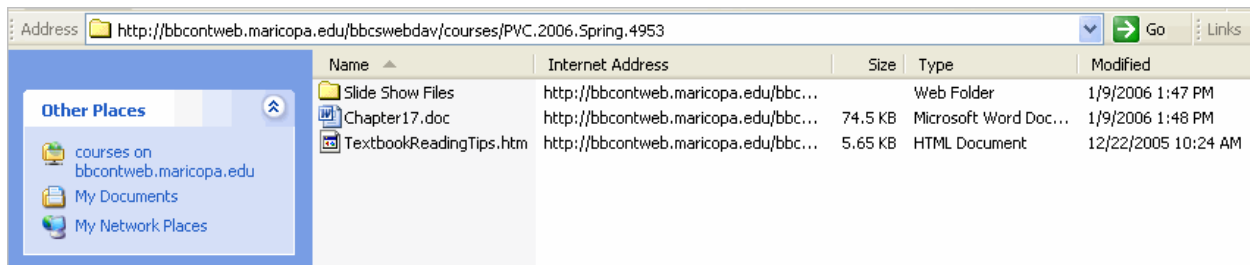 Address http://bbcontweb.maricopa.edu/bbcswebdav/courses/PVC.2006.Spring.4953 Go Links
Name Internet Address Size Type Modified
Slide Show Files http://bbcontweb.maricopa.edu/bbc... Web Folder 1/9/2006 1:47 PM
Chapter17.doc http://bbcontweb.maricopa.edu/bbc... 74.5 KB Microsoft Word Doc... 1/9/2006 1:48 PM
TextbookReadingTips.htm http://bbcontweb.maricopa.edu/bbc... 5.65 KB HTML Document 12/22/2005 10:24 AM
Other Places
courses on
bbcontweb.maricopa.edu
My Documents
My Network Places